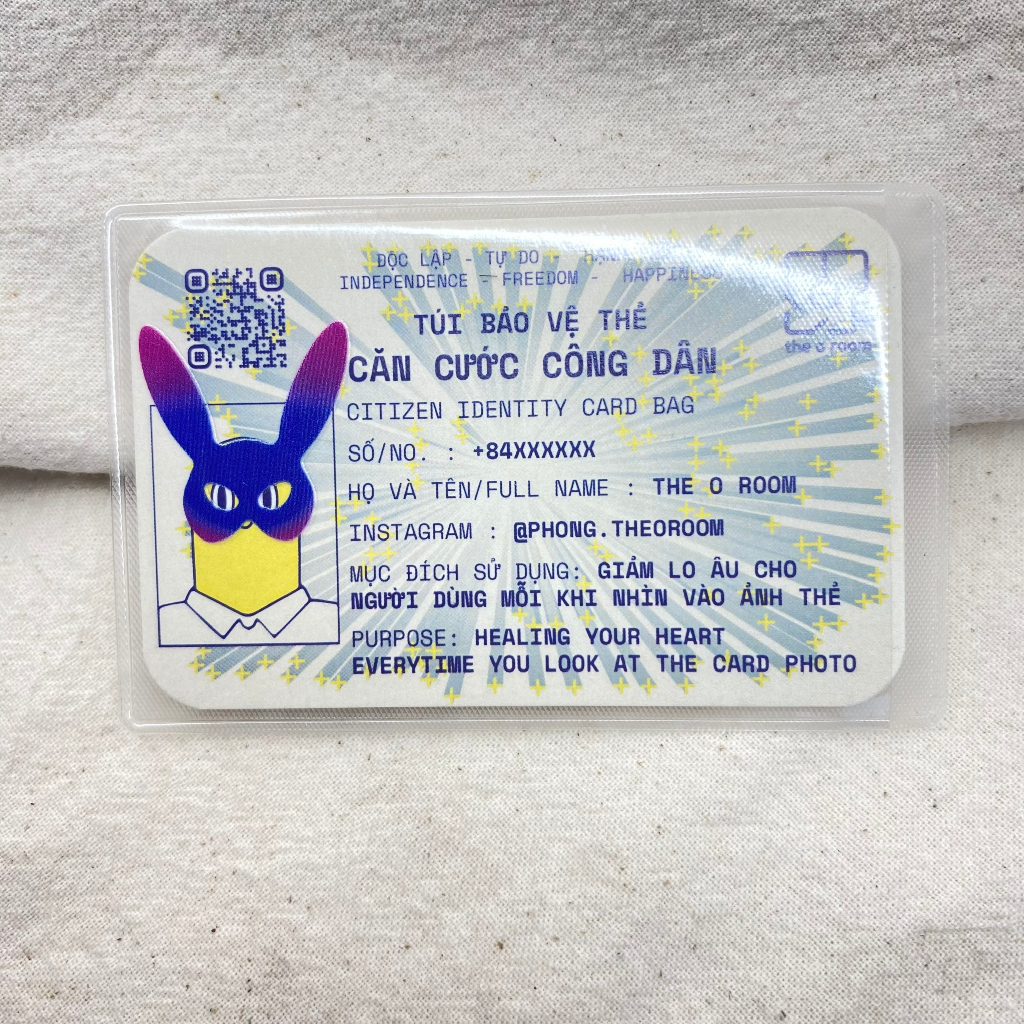 ĐỘC LẬP - TỰ DO -
INDEPENDENCE - FREEDOM - HAPPINESS
TÚI BẢO VỆ THẺ
CĂN CƯỚC CÔNG DÂN
CITIZEN IDENTITY CARD BAG
SỐ/NO. : +84XXXXXX
HỌ VÀ TÊN/FULL NAME : THE O ROOM
INSTAGRAM : @PHONG.THEOROOM
MỤC ĐÍCH SỬ DỤNG: GIẢM LO ÂU CHO
NGƯỜI DÙNG MỖI KHI NHÌN VÀO ẢNH THẺ
PURPOSE: HEALING YOUR HEART
EVERYTIME YOU LOOK AT THE CARD PHOTO
the o room